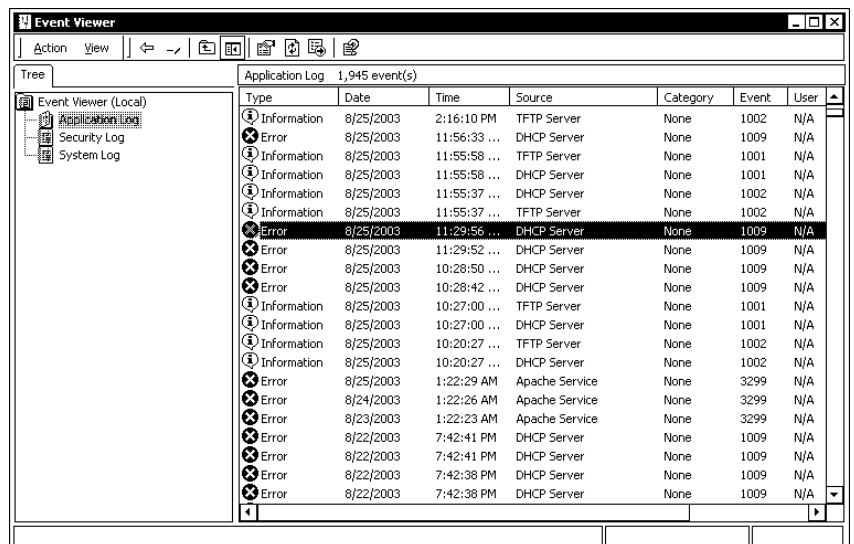 Event Viewer
Action View
Tree
Application Log 1,945 event(s)
Event Viewer (Local)
Application Log
Security Log
System Log
Type Date Time Source Category Event User
Information 8/25/2003 2:16:10 PM TFTP Server None 1002 N/A
Error 8/25/2003 11:56:33 ... DHCP Server None 1009 N/A
Information 8/25/2003 11:55:58 ... TFTP Server None 1001 N/A
Information 8/25/2003 11:55:58 ... DHCP Server None 1001 N/A
Information 8/25/2003 11:55:37 ... DHCP Server None 1002 N/A
Information 8/25/2003 11:55:37 ... TFTP Server None 1002 N/A
Error 8/25/2003 11:29:56 ... DHCP Server None 1009 N/A
Error 8/25/2003 11:29:52 ... DHCP Server None 1009 N/A
Error 8/25/2003 10:28:50 ... DHCP Server None 1009 N/A
Error 8/25/2003 10:28:42 ... DHCP Server None 1009 N/A
Information 8/25/2003 10:27:00 ... TFTP Server None 1001 N/A
Information 8/25/2003 10:27:00 ... DHCP Server None 1001 N/A
Information 8/25/2003 10:20:27 ... TFTP Server None 1002 N/A
Information 8/25/2003 10:20:27 ... DHCP Server None 1002 N/A
Error 8/25/2003 1:22:29 AM Apache Service None 3299 N/A
Error 8/24/2003 1:22:26 AM Apache Service None 3299 N/A
Error 8/23/2003 1:22:23 AM Apache Service None 3299 N/A
Error 8/22/2003 7:42:41 PM DHCP Server None 1009 N/A
Error 8/22/2003 7:42:41 PM DHCP Server None 1009 N/A
Error 8/22/2003 7:42:38 PM DHCP Server None 1009 N/A
Error 8/22/2003 7:42:38 PM DHCP Server None 1009 N/A